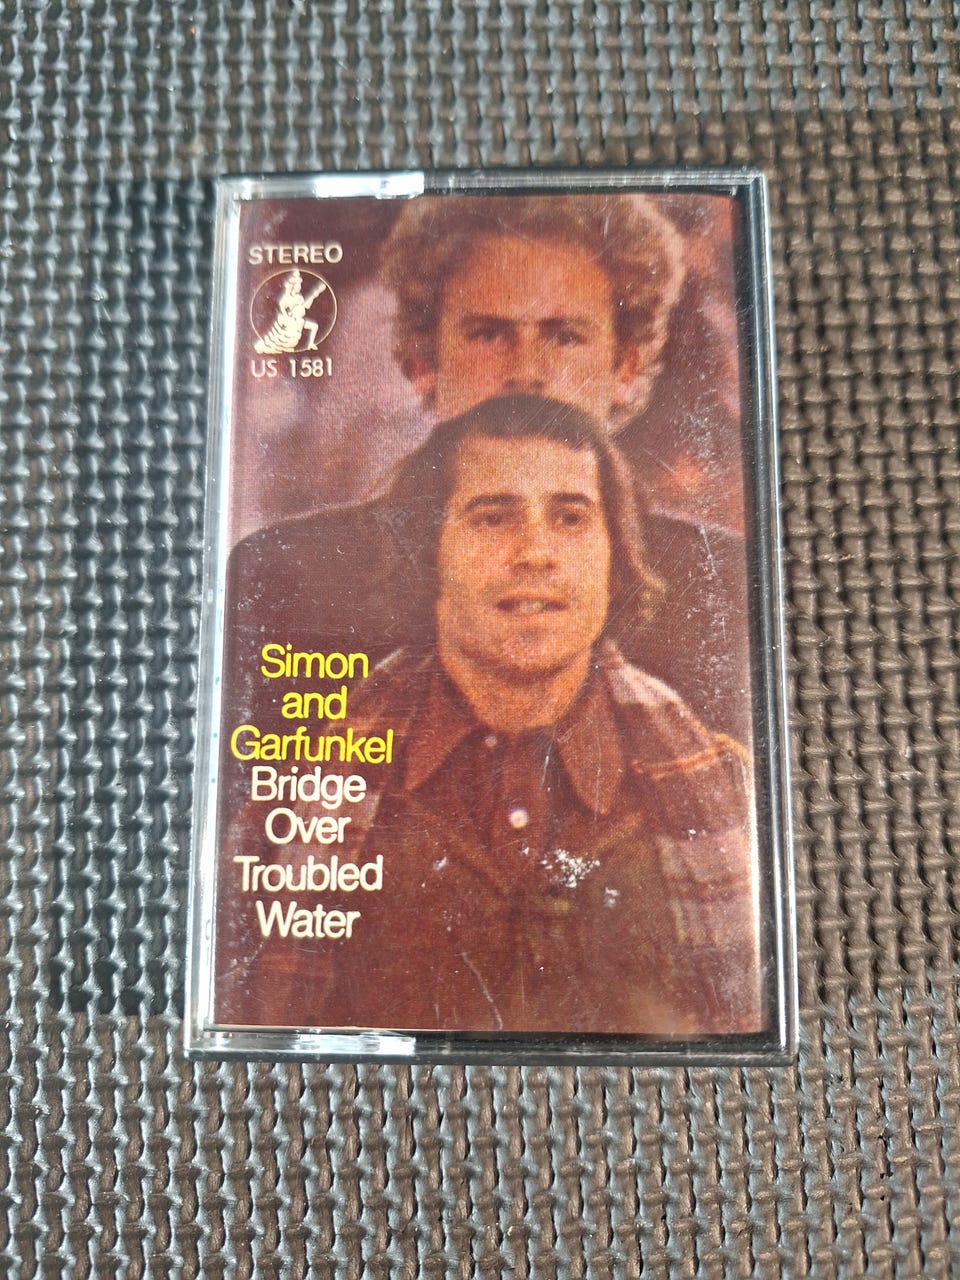 STEREO
US 1581
Simon
and
Garfunkel
Bridge
Over
Troubled
Water